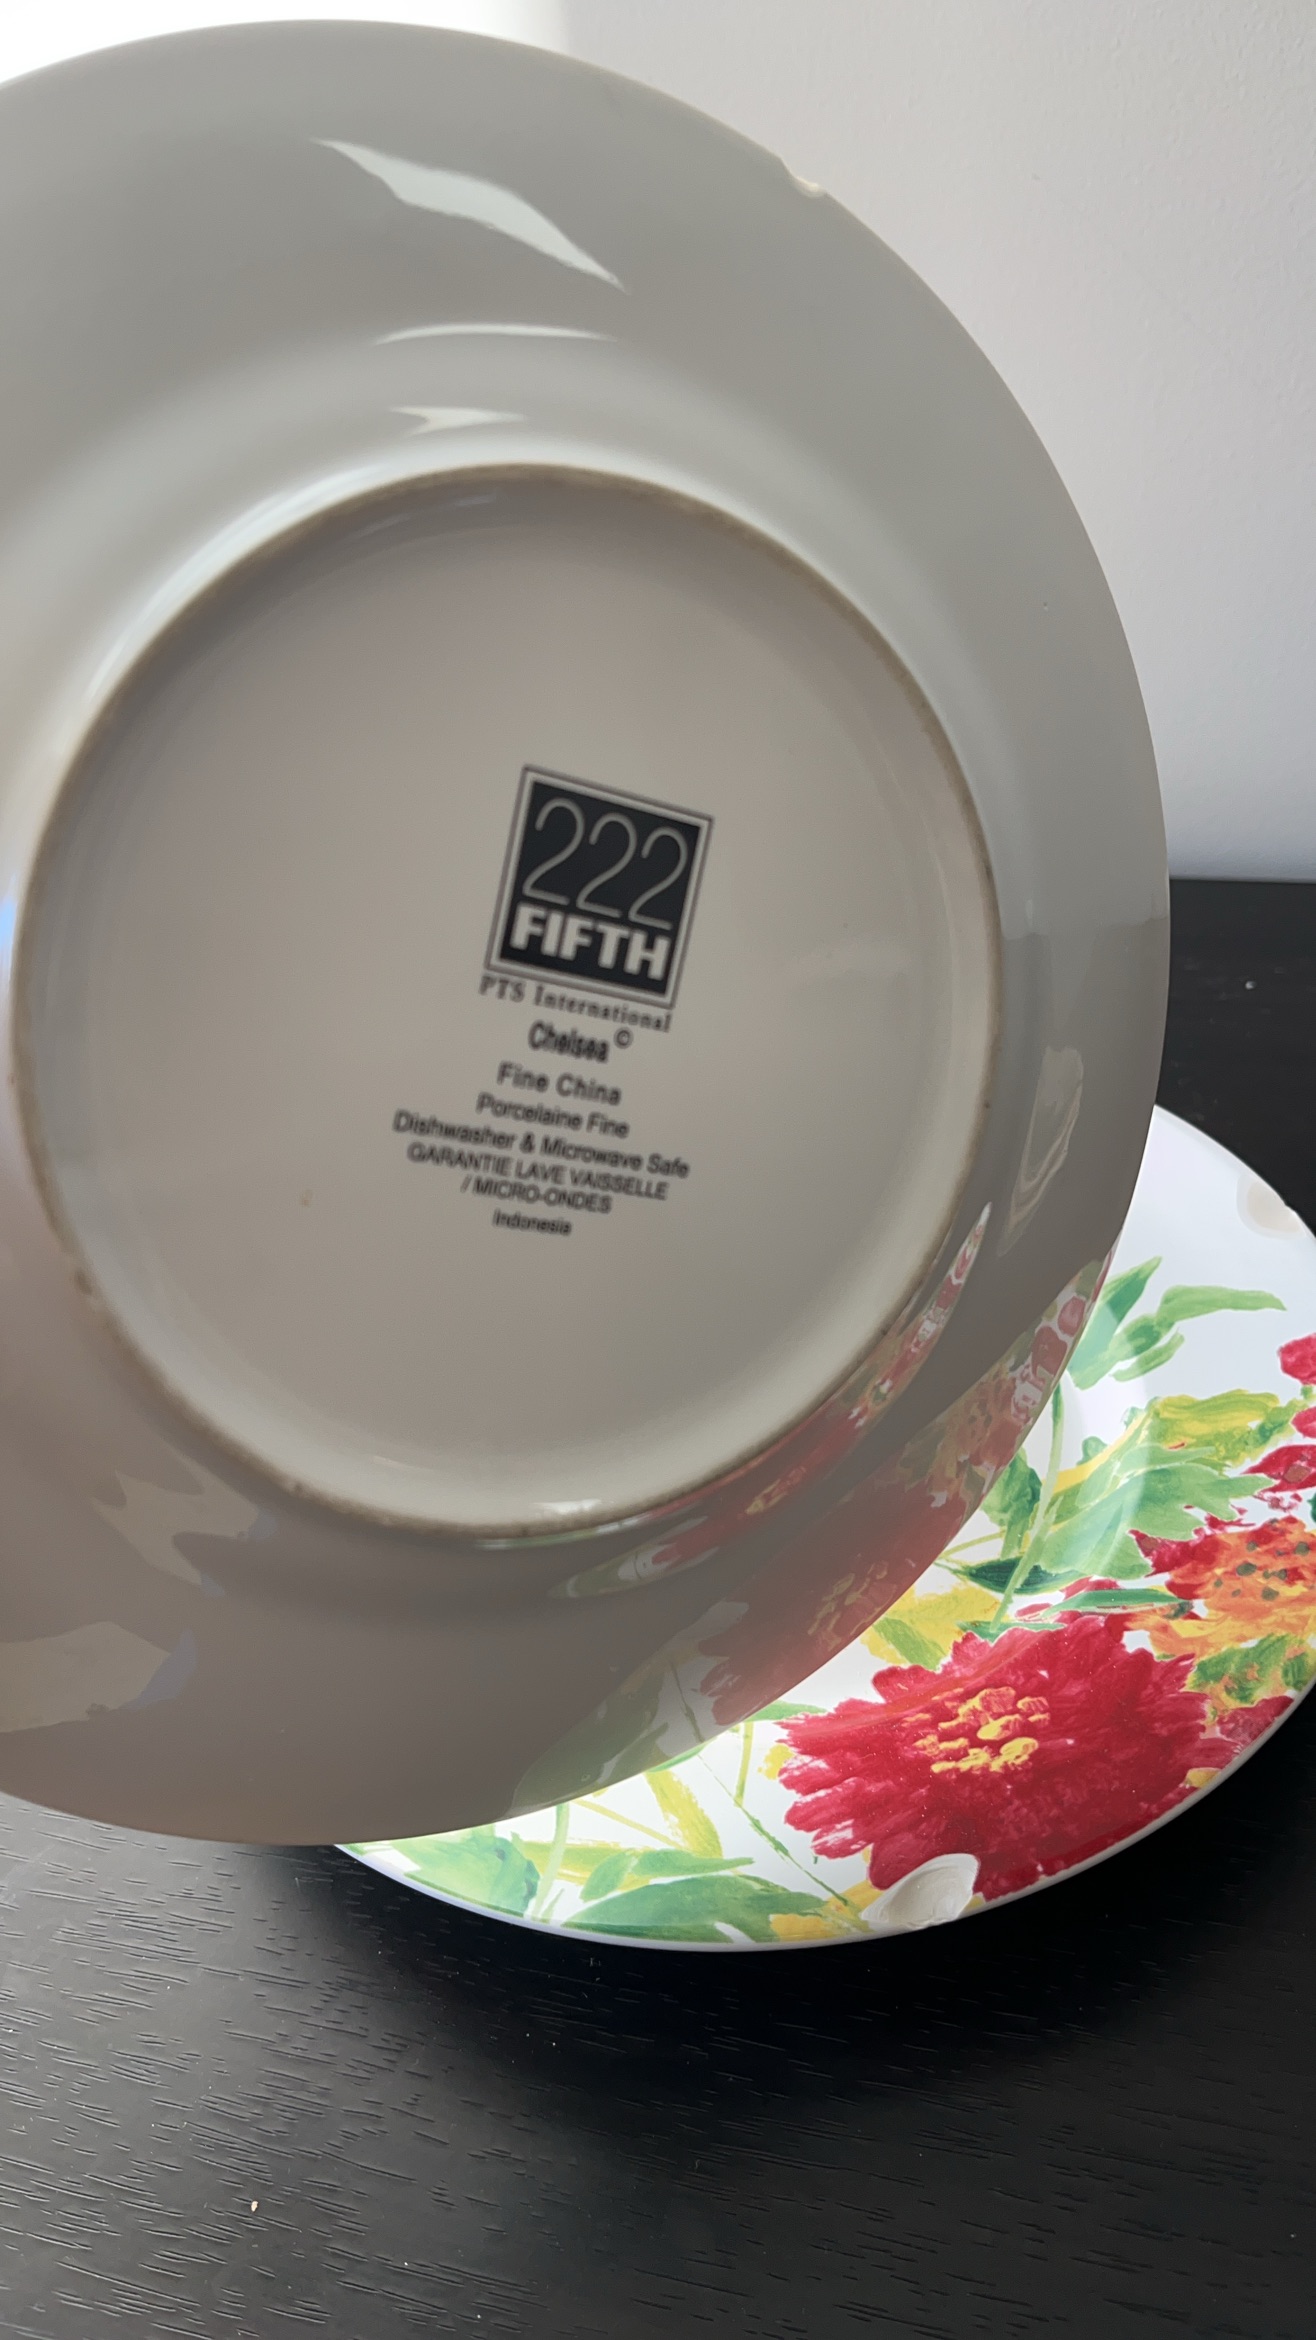 222
FIFTH
PTS International
Chelsea ©
Fine China
Porcelaine Fine
Dishwasher & Microwave Safe
GARANTIE LAVE VAISSELLE
/ MICRO-ONDES
Indonesia